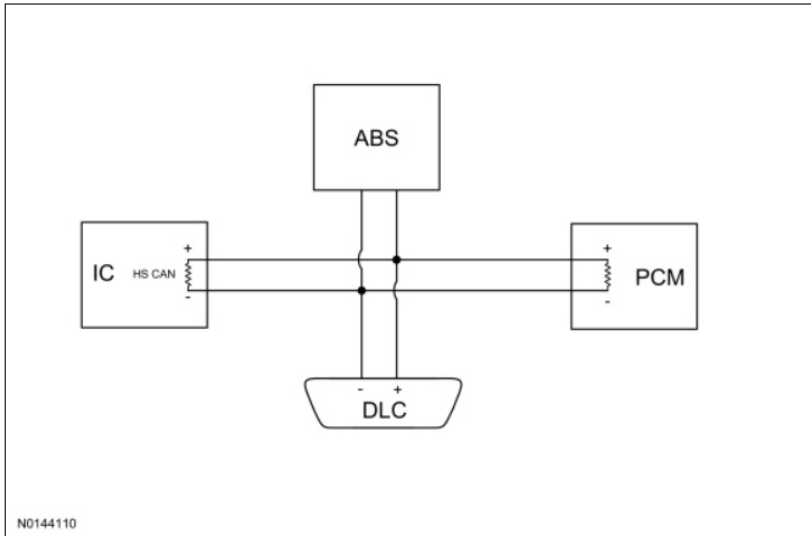 ABS
+
+
IC
HS CAN
PCM
-
-
- +
DLC
N0144110